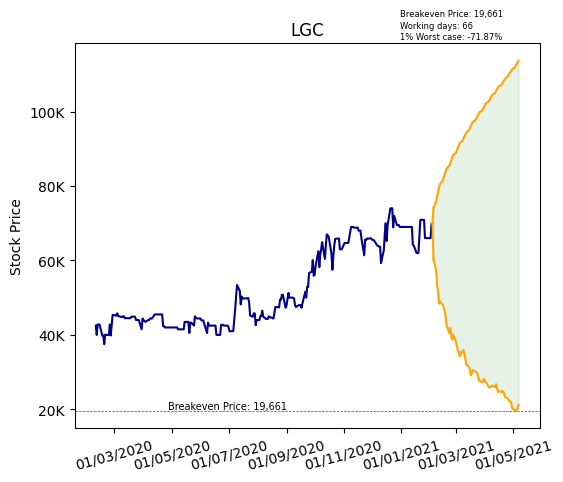 Breakeven Price: 19,661
Working days: 66
1% Worst case: -71.87%
LGC
Stock Price
100K
80K
60K
40K
20K
Breakeven Price: 19,661
01/03/2020
01/05/2020
01/07/2020
01/09/2020
01/11/2020
01/01/2021
01/03/2021
01/05/2021